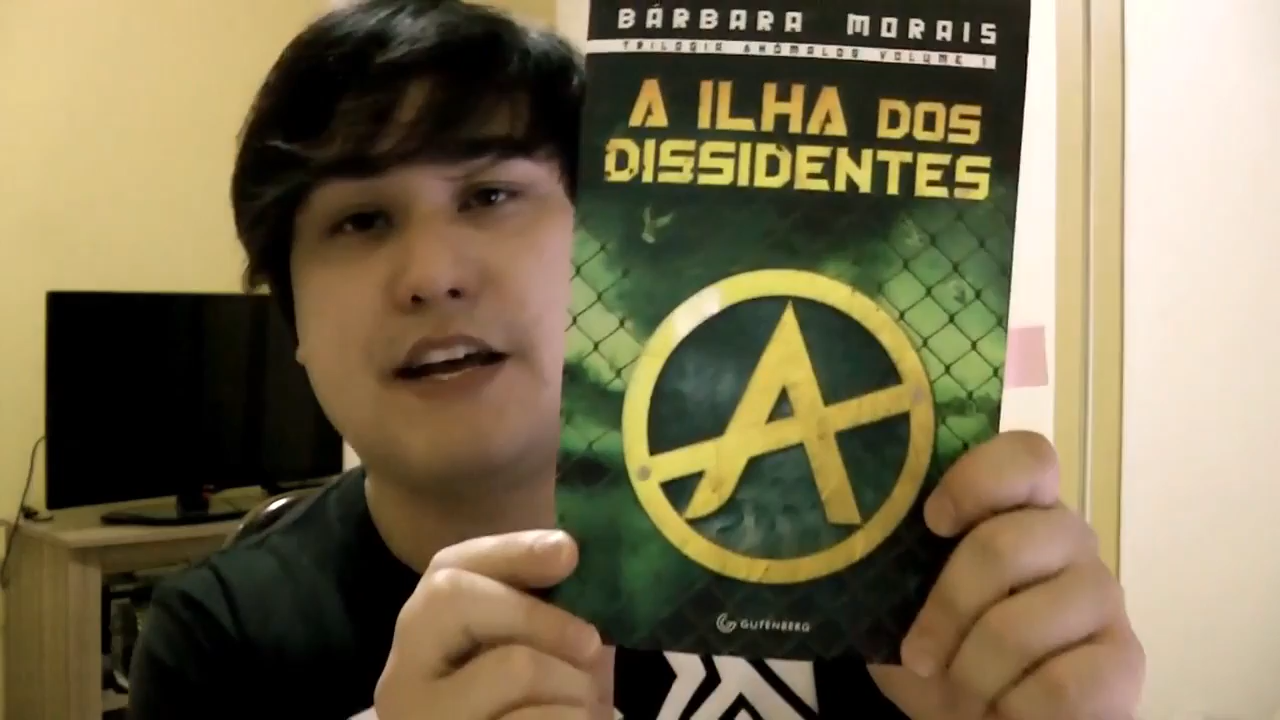 BÁRBARA MORAIS
TRILOGIA ANÔMALOS VOLUME 1
A ILHA DOS
DISSIDENTES
A
GUTENBERG